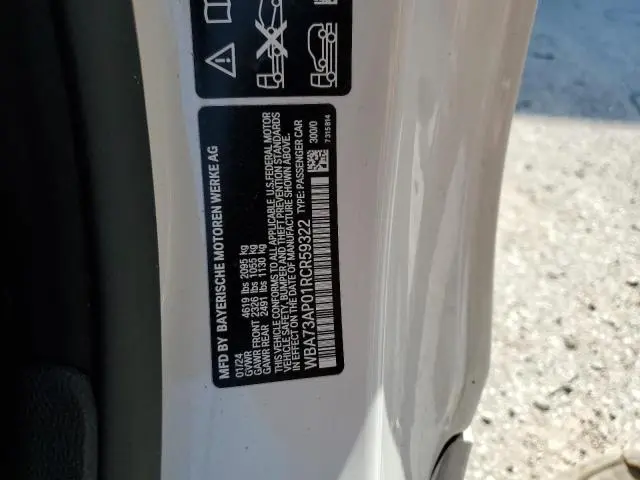 MFD BY BAYERISCHE MOTOREN WERKE AG
01/24
GVWR 4619 lbs 2095 kg
GAWR FRONT 2326 lbs 1055 kg
GAWR REAR 2491 lbs 1130 kg
THIS VEHICLE CONFORMS TO ALL APPLICABLE U.S.FEDERAL MOTOR
VEHICLE SAFETY, BUMPER AND THEFT PREVENTION STANDARDS
IN EFFECT ON THE DATE OF MANUFACTURE SHOWN ABOVE.
WBA73AP01RCR59322 TYPE: PASSENGER CAR
300/0
7 315 814